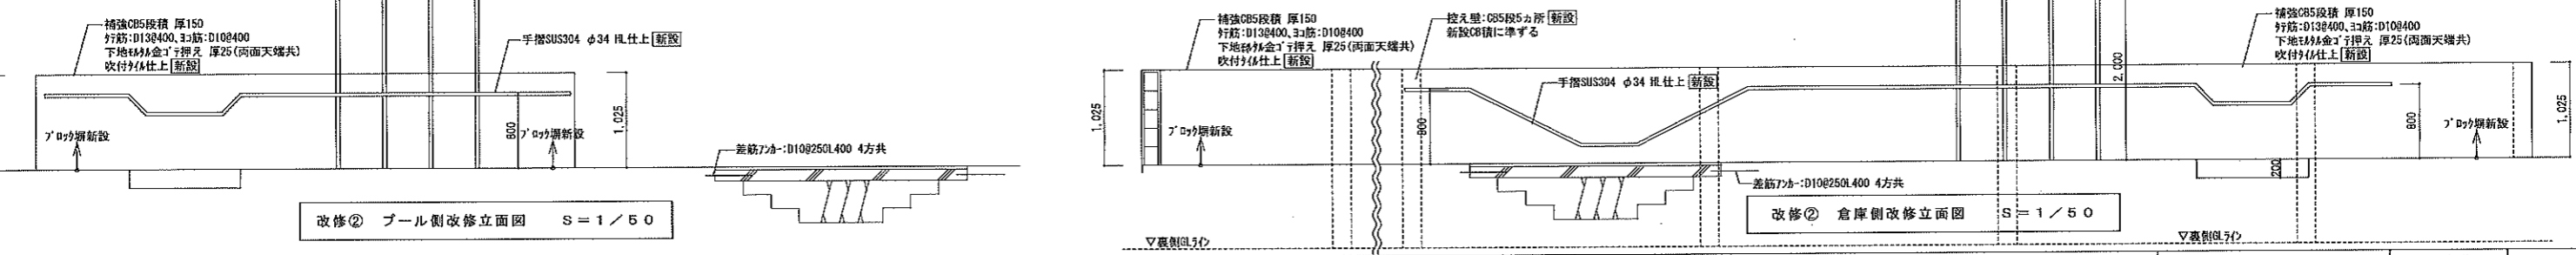 補強CB5段積 厚150
ﾀﾃ筋:D13@400、ﾖｺ筋:D10@400
下地ﾓﾙﾀﾙ金ｺﾞﾃ押え 厚25(両面天端共)
吹付ﾀｲﾙ仕上 新設
手摺SUS304 φ34 HL仕上 新設
ﾌﾞﾛｯｸ塀新設
800
ﾌﾞﾛｯｸ塀新設
1,025
差筋ｱﾝｶｰ:D10@250L400 4方共
改修② プール側改修立面図 S=1/50
補強CB5段積 厚150
ﾀﾃ筋:D13@400、ﾖｺ筋:D10@400
下地ﾓﾙﾀﾙ金ｺﾞﾃ押え 厚25(両面天端共)
吹付ﾀｲﾙ仕上 新設
控え壁:CB5段5ヵ所 新設
新設CB積に準ずる
手摺SUS304 φ34 HL仕上 新設
1,025
ﾌﾞﾛｯｸ塀新設
800
差筋ｱﾝｶｰ:D10@250L400 4方共
2,000
補強CB5段積 厚150
ﾀﾃ筋:D13@400、ﾖｺ筋:D10@400
下地ﾓﾙﾀﾙ金ｺﾞﾃ押え 厚25(両面天端共)
吹付ﾀｲﾙ仕上 新設
200
800
ﾌﾞﾛｯｸ塀新設
1,025
改修② 倉庫側改修立面図 S=1/50
▽裏側GLﾗｲﾝ
▽裏側GLﾗｲﾝ